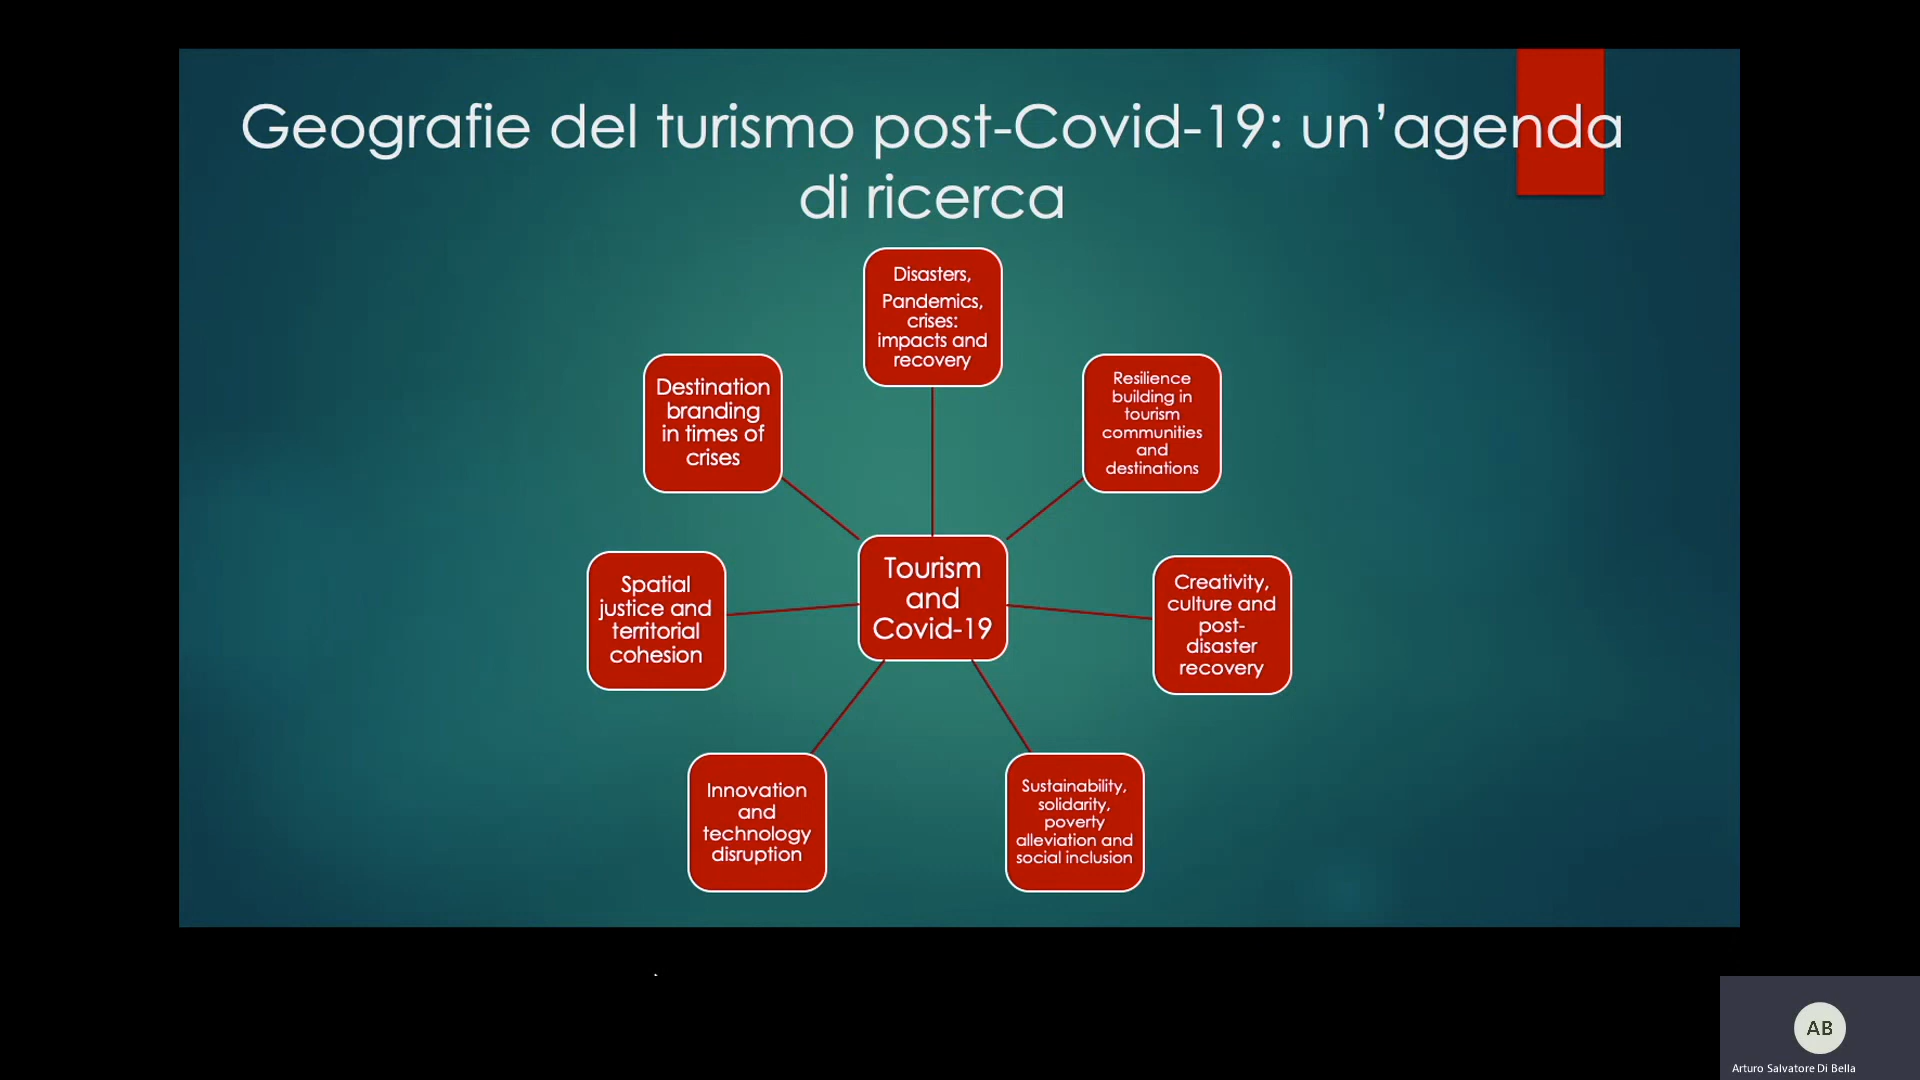 Geografie del turismo post-Covid-19: un’agenda
di ricerca
Disasters,
Pandemics,
crises:
impacts and
recovery
Resilience
building in
tourism
communities
and
destinations
Creativity,
culture and
post-
disaster
recovery
Sustainability,
solidarity,
poverty
alleviation and
social inclusion
Innovation
and
technology
disruption
Spatial
justice and
territorial
cohesion
Destination
branding
in times of
crises
Tourism
and
Covid-19
AB
Arturo Salvatore Di Bella